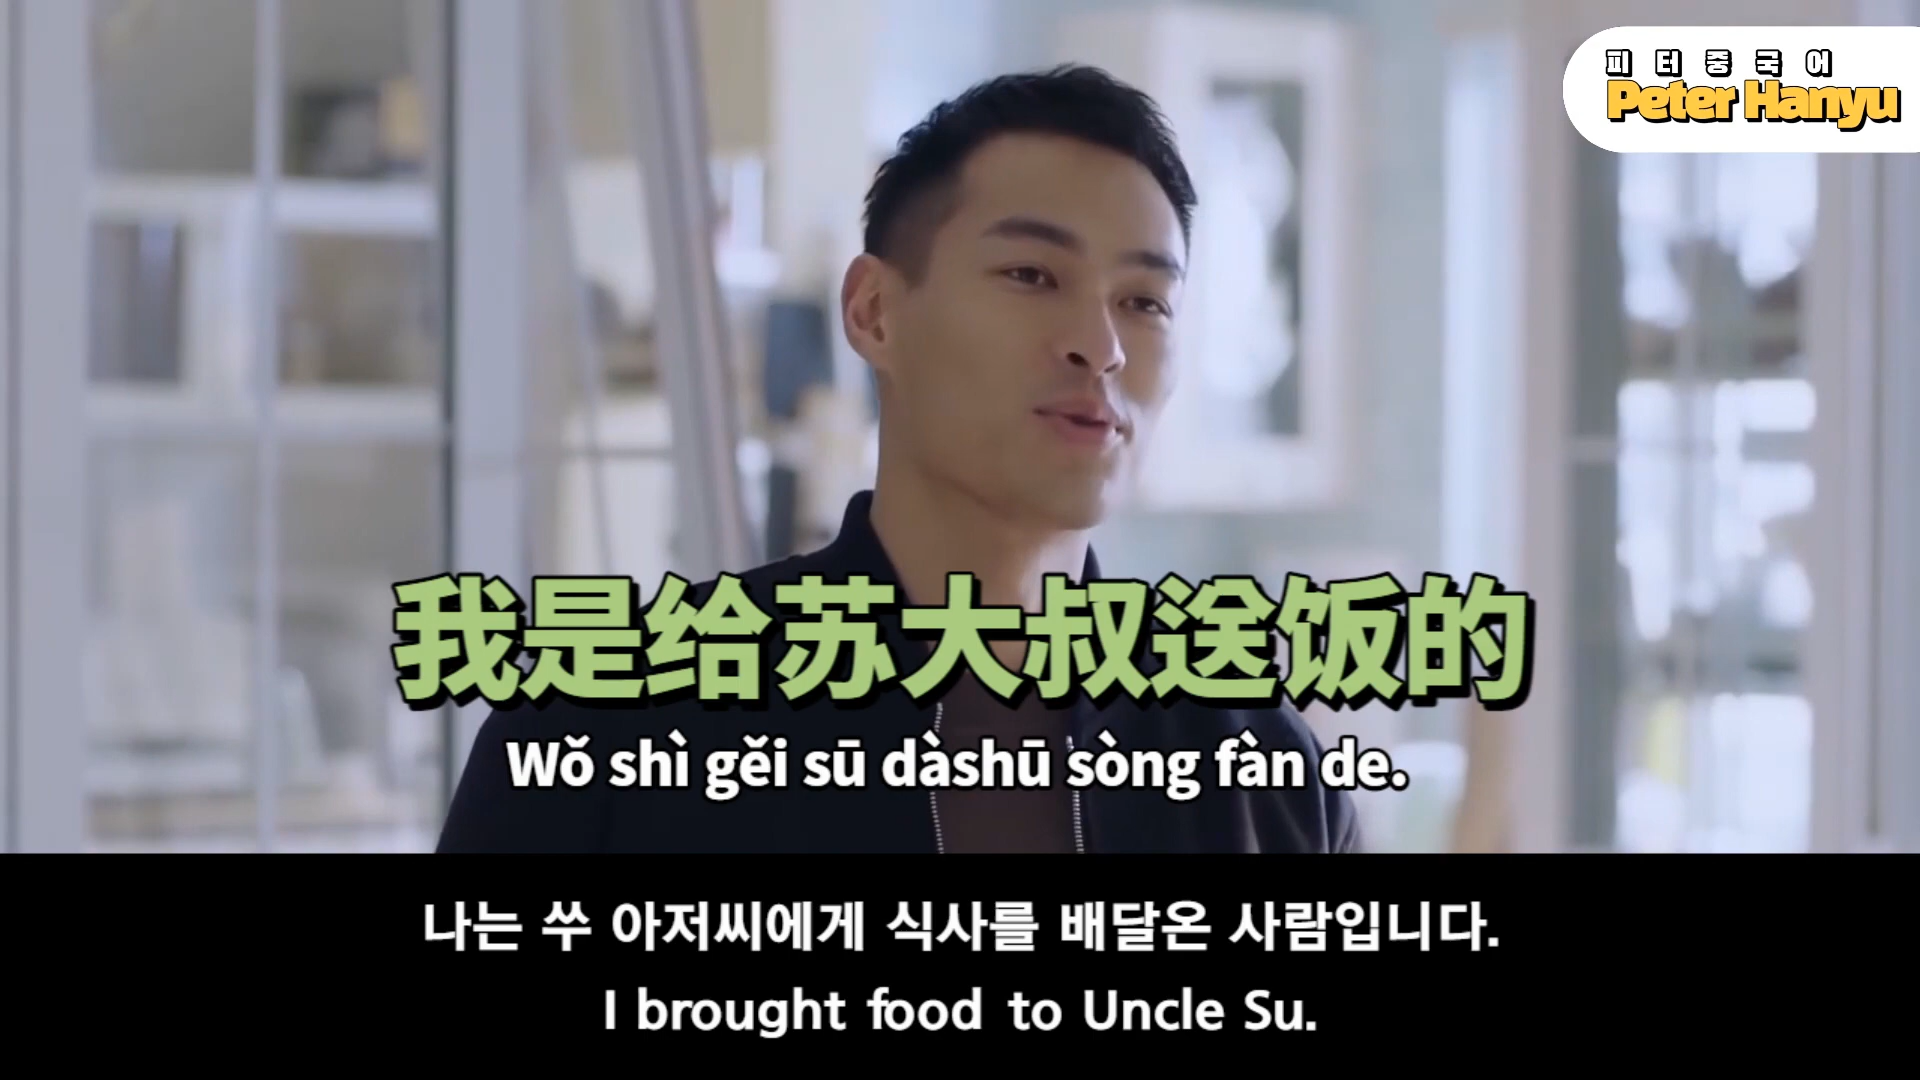 피터중국어
Peter Hanyu
我是给苏大叔送饭的
Wǒ shì gěi sū dàshū sòng fàn de.
나는 쑤 아저씨에게 식사를 배달온 사람입니다.
I brought food to Uncle Su.